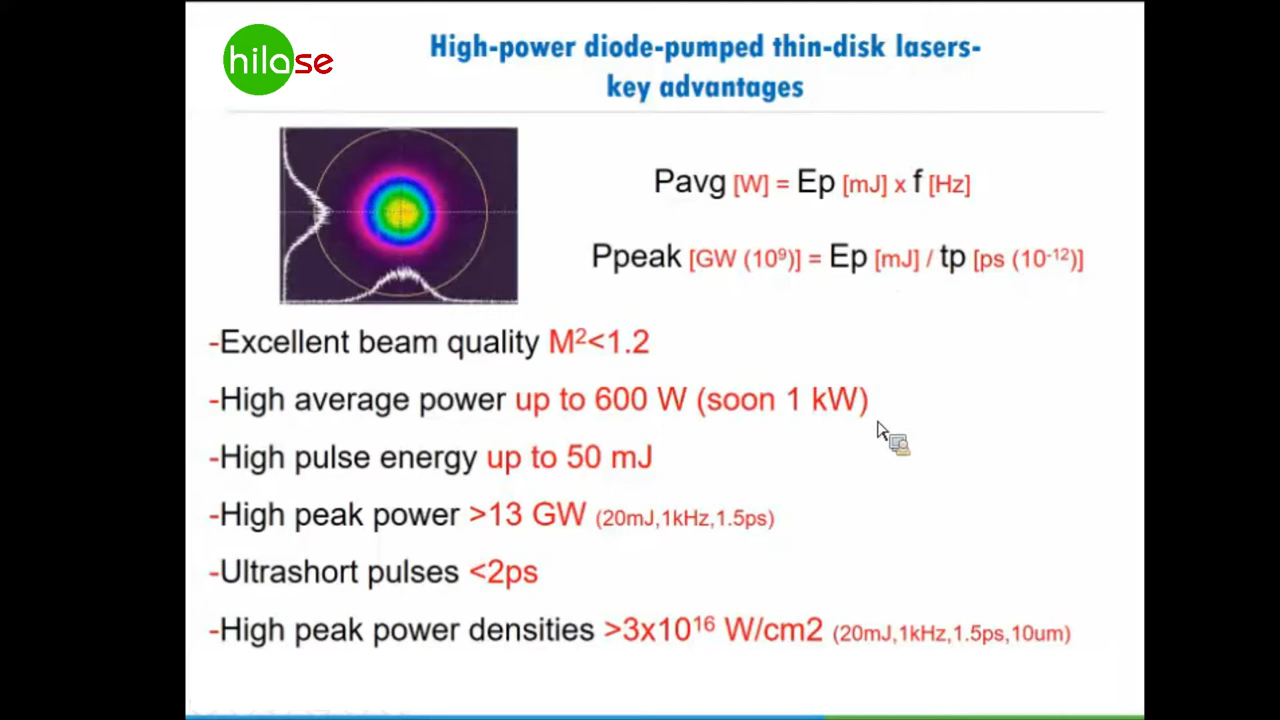 hilase
High-power diode-pumped thin-disk lasers-
key advantages
Pavg [W] = Ep [mJ] x f [Hz]
Ppeak [GW (10⁹)] = Ep [mJ] / tp [ps (10⁻¹²)]
-Excellent beam quality M²<1.2
-High average power up to 600 W (soon 1 kW)
-High pulse energy up to 50 mJ
-High peak power >13 GW (20mJ,1kHz,1.5ps)
-Ultrashort pulses <2ps
-High peak power densities >3x10¹⁶ W/cm2 (20mJ,1kHz,1.5ps,10um)